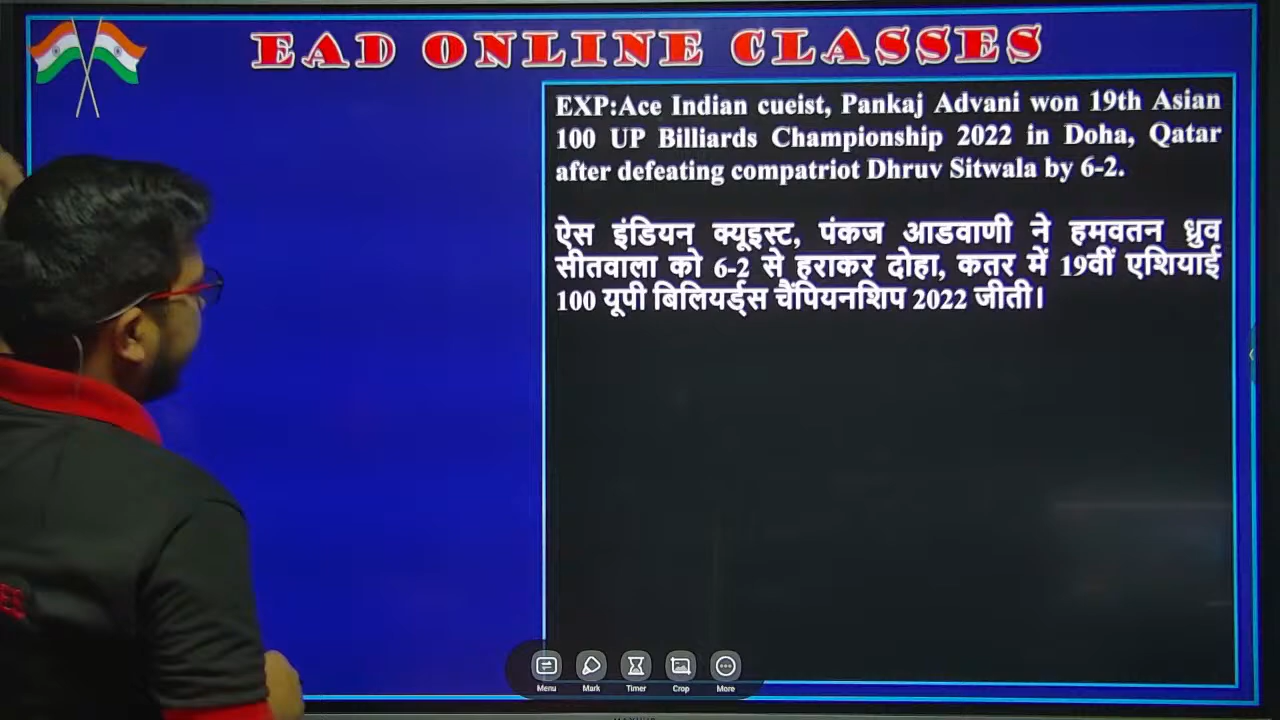 EAD ONLINE CLASSES
EXP:Ace Indian cueist, Pankaj Advani won 19th Asian
100 UP Billiards Championship 2022 in Doha, Qatar
after defeating compatriot Dhruv Sitwala by 6-2.
ऐस इंडियन क्यूइस्ट, पंकज आडवाणी ने हमवतन ध्रुव
सीतवाला को 6-2 से हराकर दोहा, कतर में 19वीं एशियाई
100 यूपी बिलियर्ड्स चैंपियनशिप 2022 जीती।
Menu Mark Timer Crop More